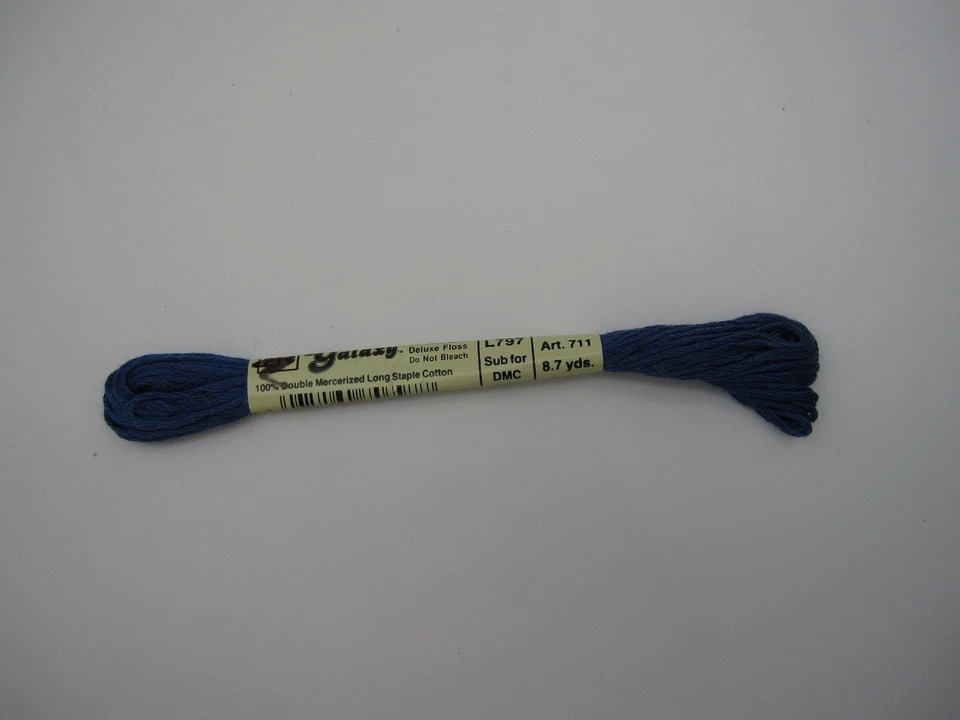 Galaxy™ Deluxe Floss
Do Not Bleach
100% Double Mercerized Long Staple Cotton
L797
Sub for
DMC
Art. 711
8.7 yds.